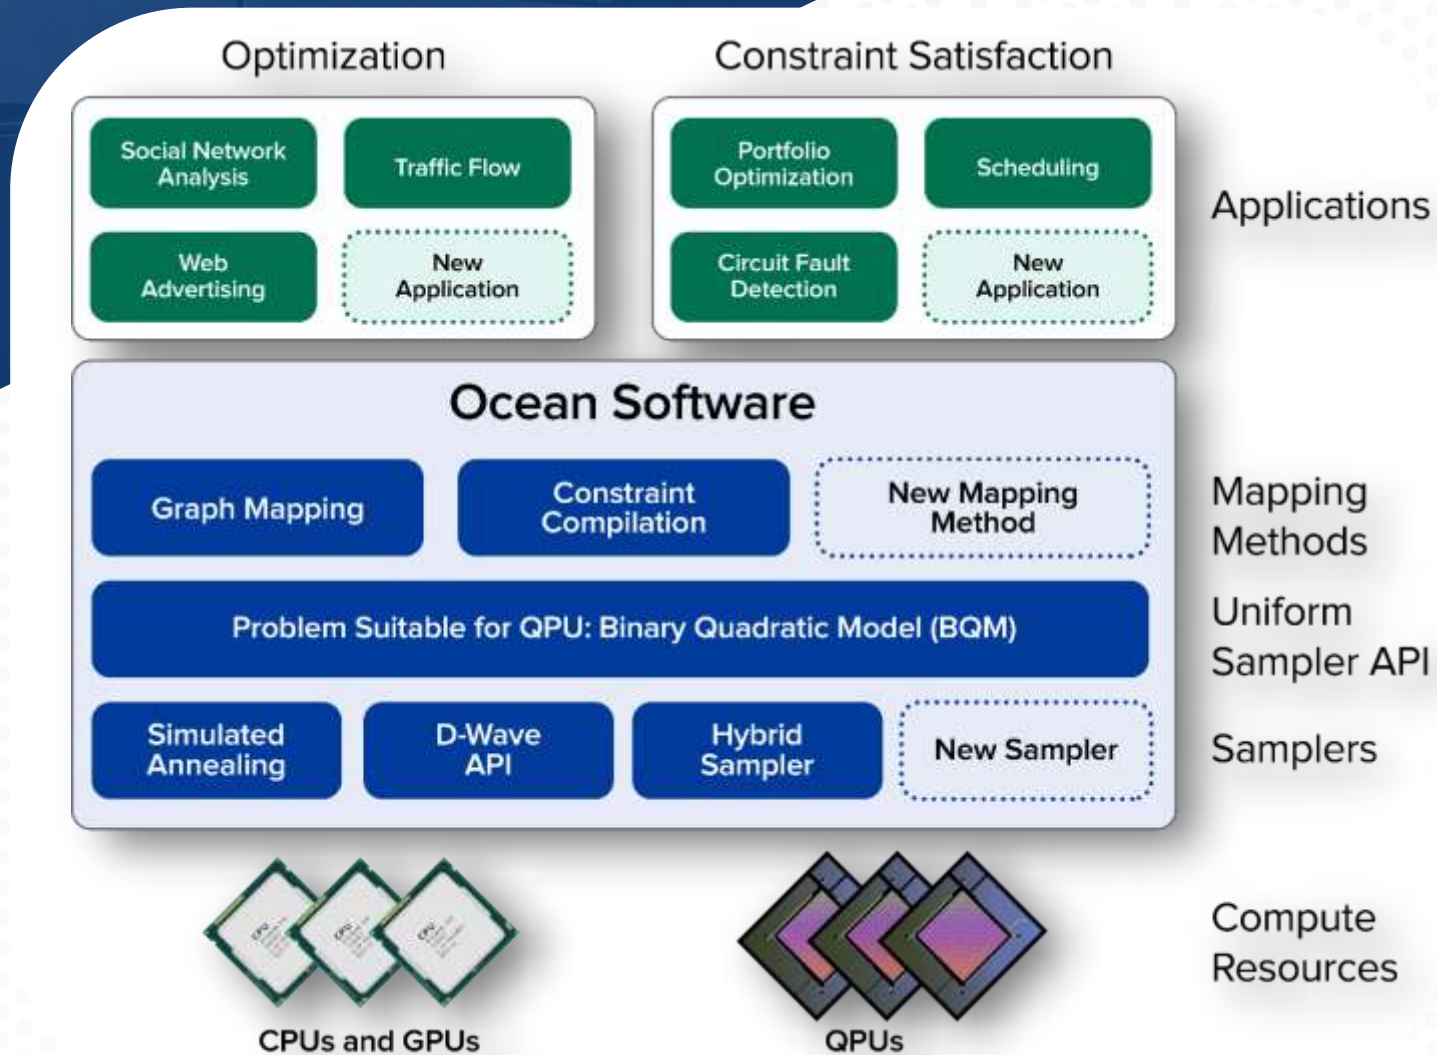 Optimization
Constraint Satisfaction
Social Network
Analysis
Traffic Flow
Portfolio
Optimization
Scheduling
Applications
Web
Advertising
New
Application
Circuit Fault
Detection
New
Application
Ocean Software
Graph Mapping
Constraint
Compilation
New Mapping
Method
Mapping
Methods
Problem Suitable for QPU: Binary Quadratic Model (BQM)
Uniform
Sampler API
Simulated
Annealing
D-Wave
API
Hybrid
Sampler
New Sampler
Samplers
CPU
CPU
CPU
Compute
Resources
CPUs and GPUs
QPUs